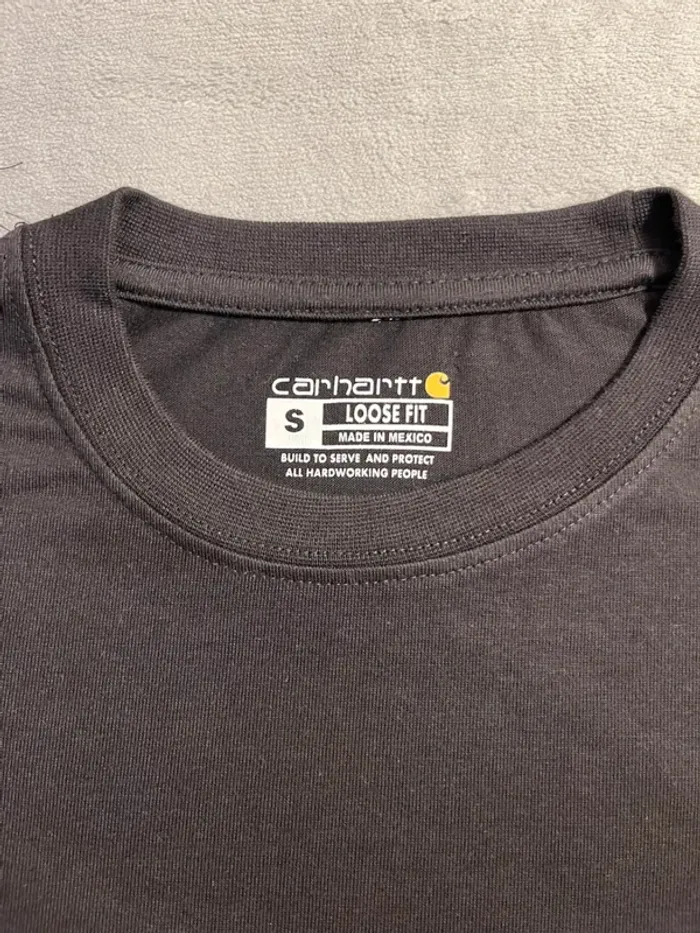 carhartt
S
LOOSE FIT
MADE IN MEXICO
BUILD TO SERVE AND PROTECT
ALL HARDWORKING PEOPLE